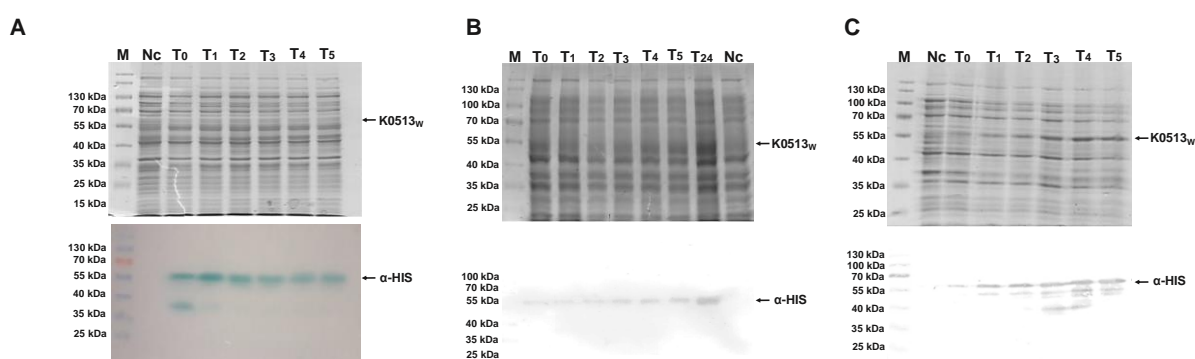 A
M Nc T0 T1 T2 T3 T4 T5
130 kDa
70 kDa
55 kDa
40 kDa
35 kDa
25 kDa
15 kDa
K0513W
130 kDa
70 kDa
55 kDa
40 kDa
35 kDa
25 kDa
α-HIS
B
M T0 T1 T2 T3 T4 T5 T24 Nc
130 kDa
100 kDa
70 kDa
55 kDa
40 kDa
35 kDa
25 kDa
K0513W
100 kDa
70 kDa
55 kDa
40 kDa
35 kDa
25 kDa
α-HIS
C
M Nc T0 T1 T2 T3 T4 T5
130 kDa
100 kDa
70 kDa
55 kDa
40 kDa
35 kDa
25 kDa
K0513W
130 kDa
100 kDa
70 kDa
55 kDa
40 kDa
35 kDa
25 kDa
α-HIS